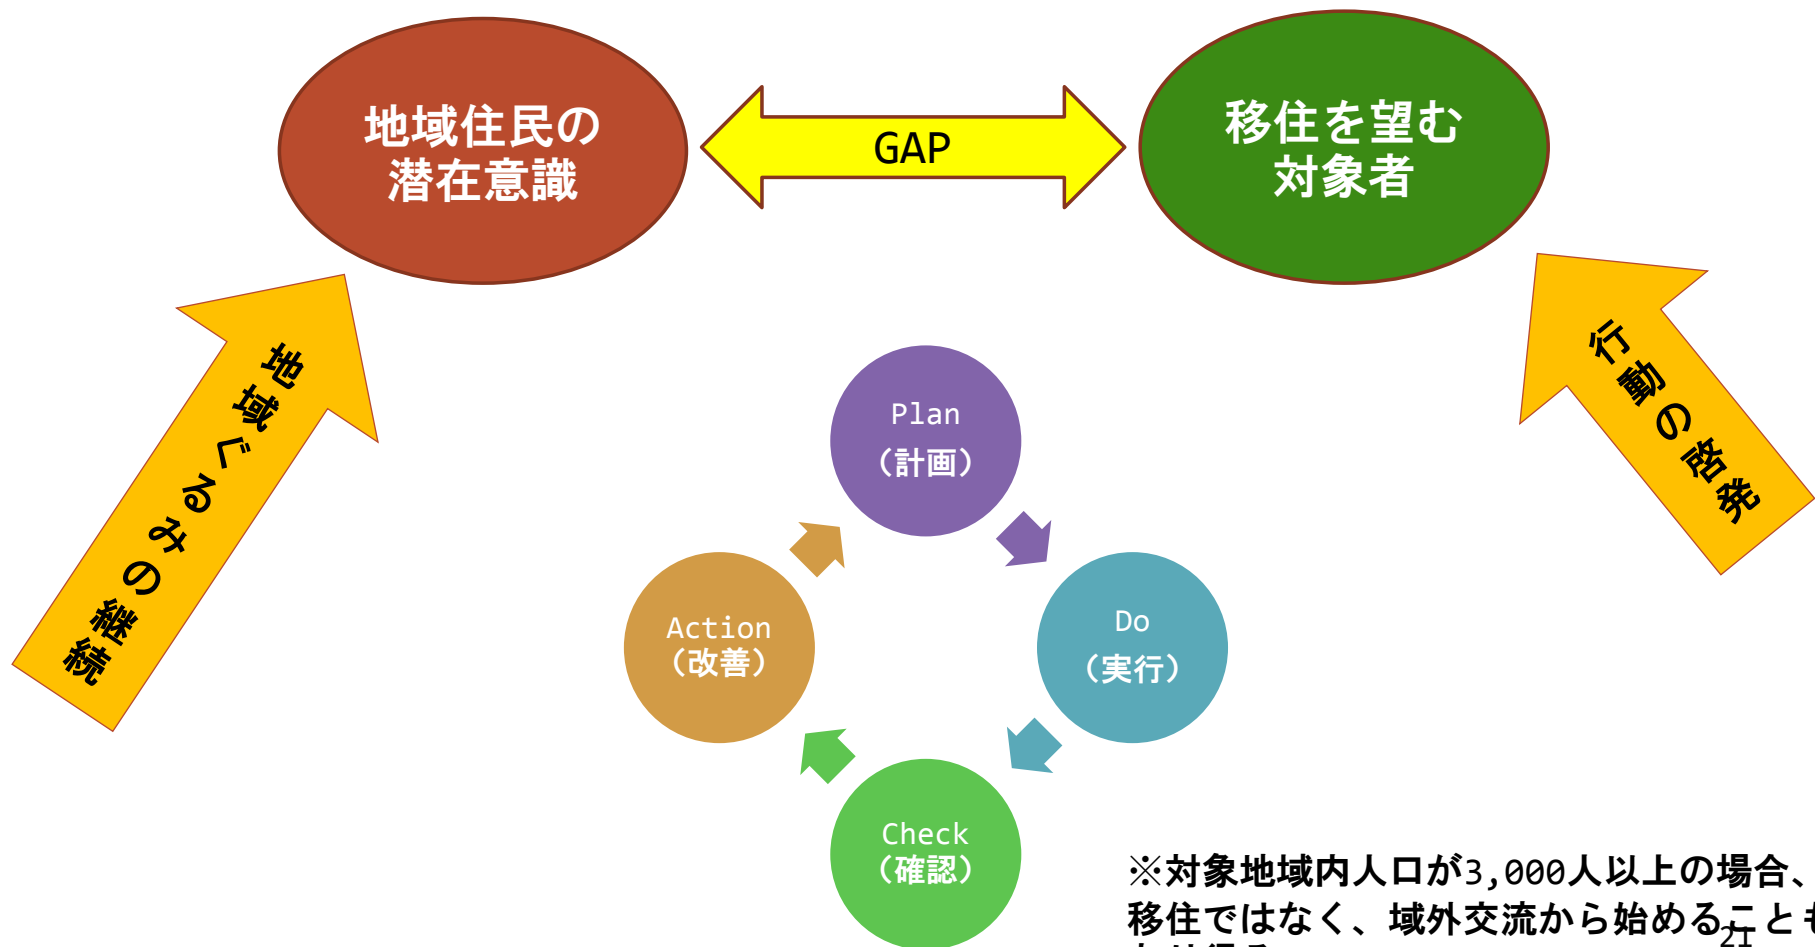 地域住民の
潜在意識
GAP
移住を望む
対象者
地域ぐるみの継続
行動の啓発
Plan
（計画）
Do
（実行）
Check
（確認）
Action
（改善）
※対象地域内人口が3,000人以上の場合、
移住ではなく、域外交流から始めること
21